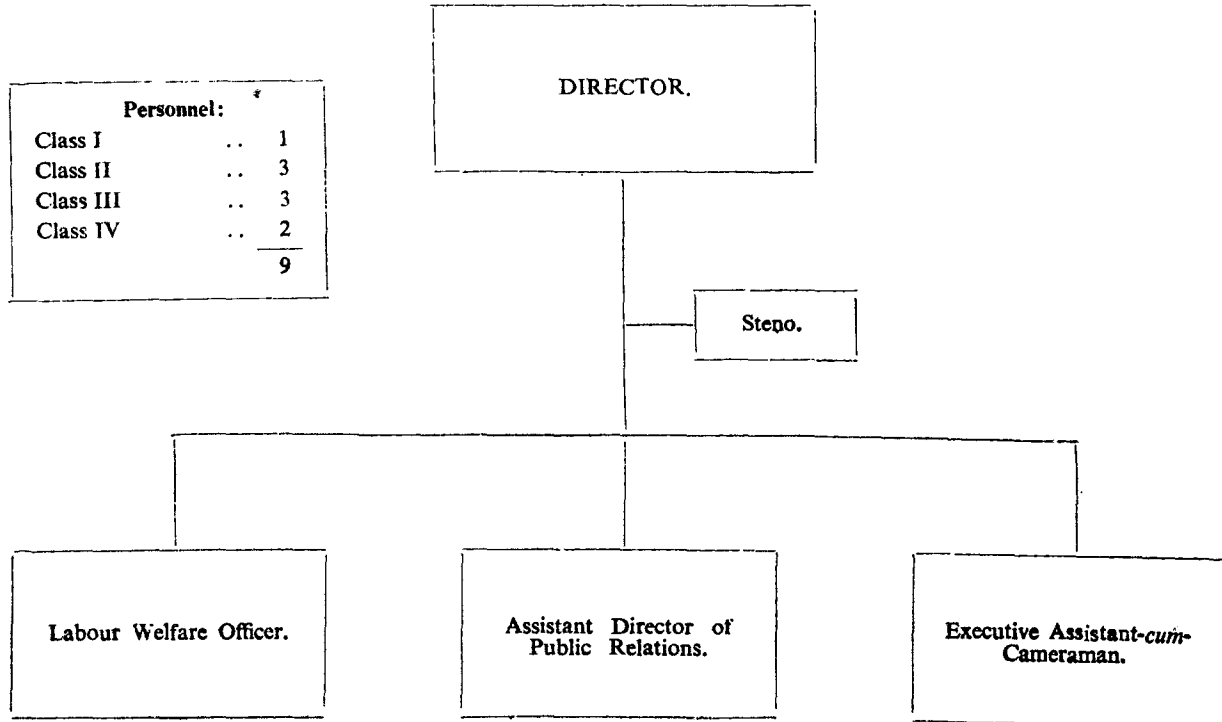 DIRECTOR.
Personnel:
Class I .. 1
Class II .. 3
Class III .. 3
Class IV .. 2
9
Steno.
Labour Welfare Officer.
Assistant Director of
Public Relations.
Executive Assistant-cum-
Cameraman.